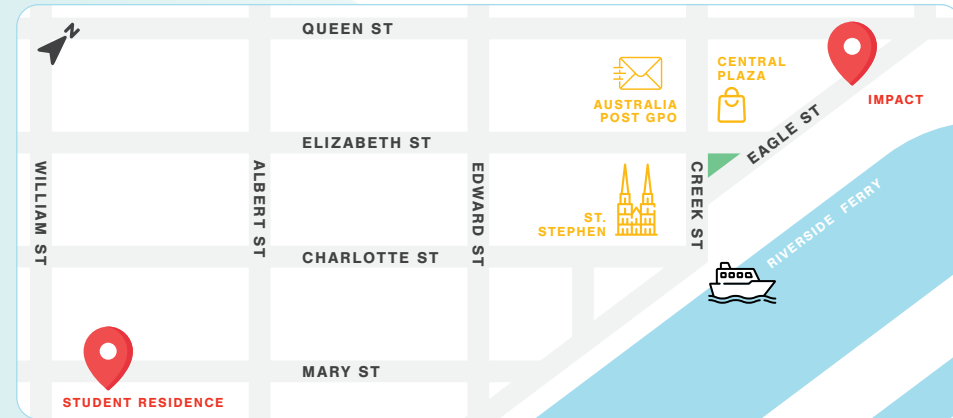 N
QUEEN ST
CENTRAL
PLAZA
IMPACT
AUSTRALIA
POST GPO
EAGLE ST
ELIZABETH ST
WILLIAM ST
ALBERT ST
EDWARD ST
CREEK ST
RIVERSIDE FERRY
ST.
STEPHEN
CHARLOTTE ST
MARY ST
STUDENT RESIDENCE